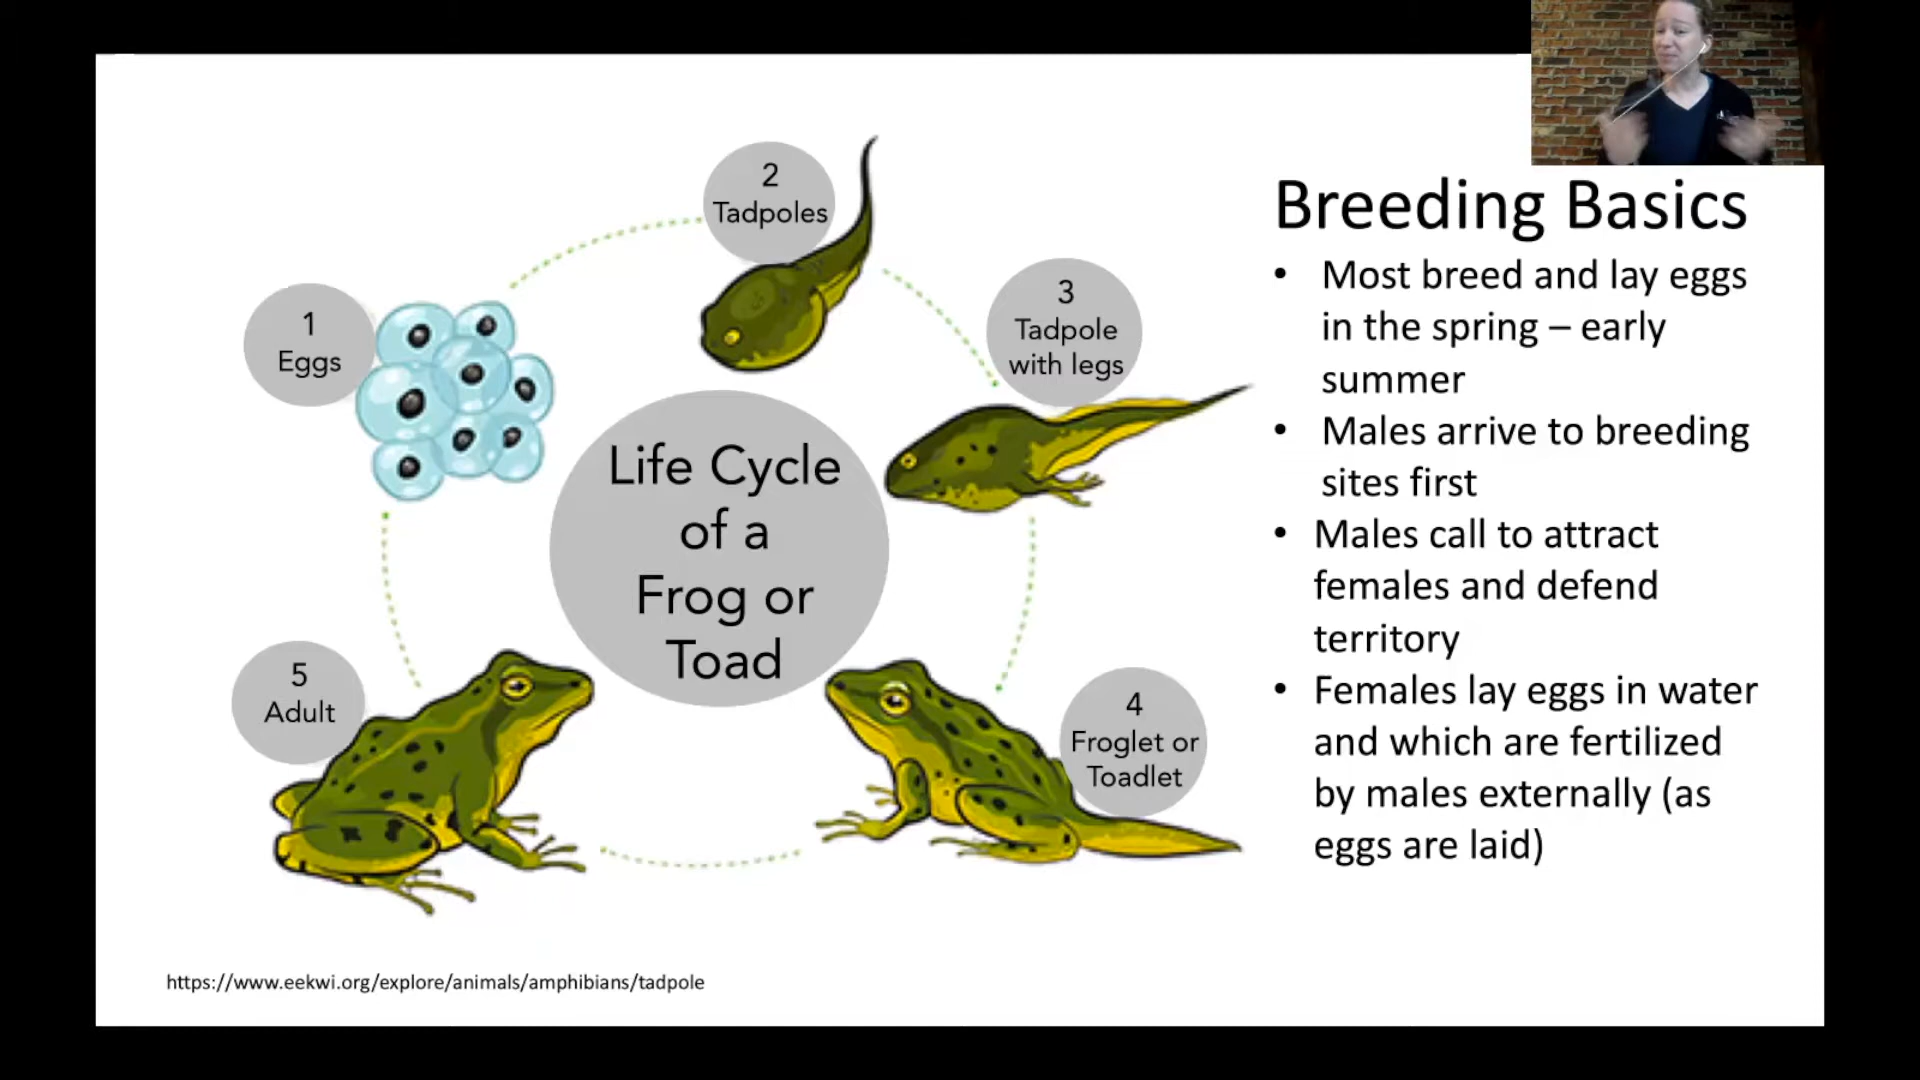 2
Tadpoles
3
Tadpole
with legs
1
Eggs
Life Cycle
of a
Frog or
Toad
5
Adult
4
Froglet or
Toadlet
Breeding Basics
• Most breed and lay eggs
in the spring – early
summer
• Males arrive to breeding
sites first
• Males call to attract
females and defend
territory
• Females lay eggs in water
and which are fertilized
by males externally (as
eggs are laid)
https://www.eekwi.org/explore/animals/amphibians/tadpole